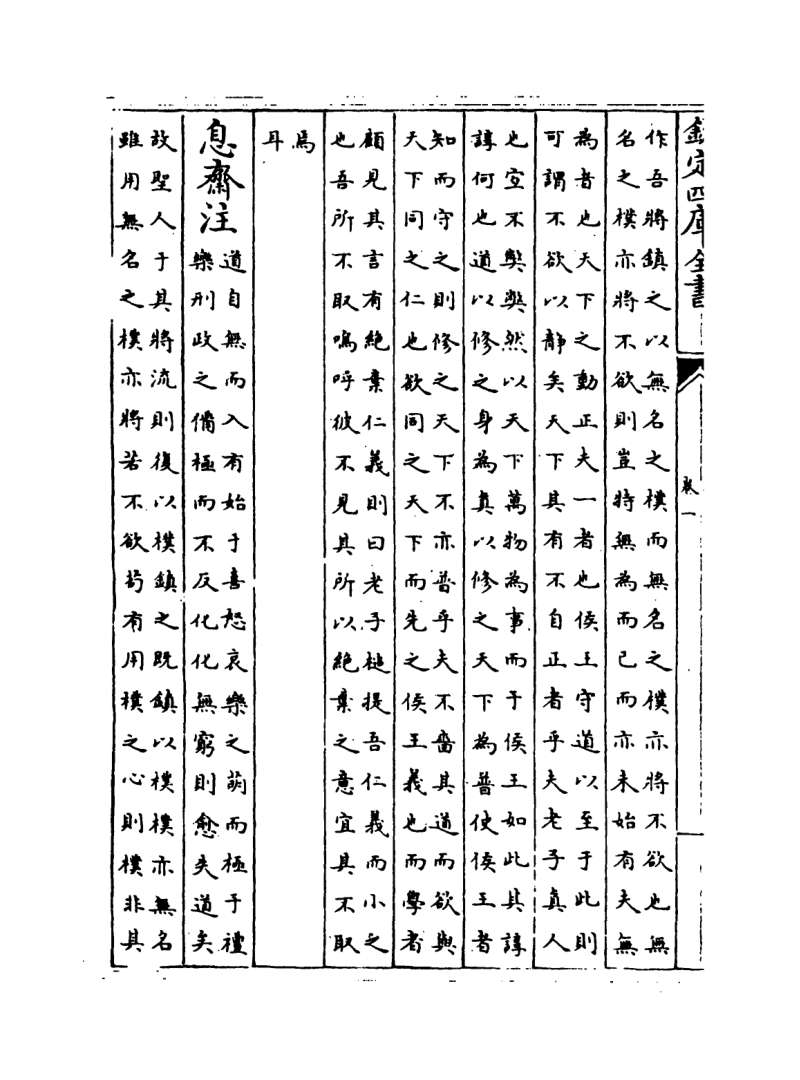 欽定四庫全書
卷一
作吾將鎮之以無名之樸而無名之樸亦將不欲也無
名之樸亦將不欲則豈特無為而已而亦未始有夫無
為者也天下之動正夫一者也侯王守道以至于此則
可謂不欲以靜矣天下其有不自正者乎夫老子真人
也宜不獘獘然以天下萬物為事而于侯王如此其諄
諄何也道以修之身為真以修之天下為普使侯王者
知而守之則修之天下不亦普乎夫不嗇其道而欲與
天下同之仁也欲同之天下而先之侯王義也而學者
顧見其言有絶棄仁義則曰老子槌提吾仁義而小之
也吾所不取嗚呼彼不見其所以絶棄之意宜其不取
焉
耳
息齋注
道自無而入有始于喜怒哀樂之萌而極于禮
樂刑政之備極而不反化化無窮則愈失道矣
故聖人于其將流則復以樸鎮之既鎮以樸樸亦無名
雖用無名之樸亦將若不欲茍有用樸之心則樸非其